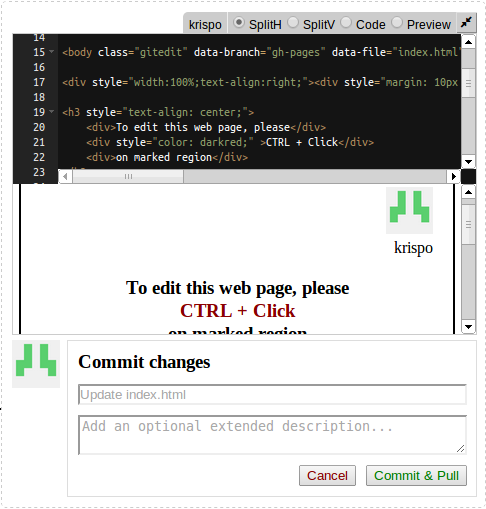 krispo SplitH SplitV Code Preview
14
15 <body class="gitedit" data-branch="gh-pages" data-file="index.html"
16
17 <div style="width:100%;text-align:right;"><div style="margin: 10px
18
19 <h3 style="text-align: center;">
20 <div>To edit this web page, please</div>
21 <div style="color: darkred;" >CTRL + Click</div>
22 <div>on marked region</div>
23
krispo
To edit this web page, please
CTRL + Click
on marked region
Commit changes
Update index.html
Add an optional extended description...
Cancel Commit & Pull